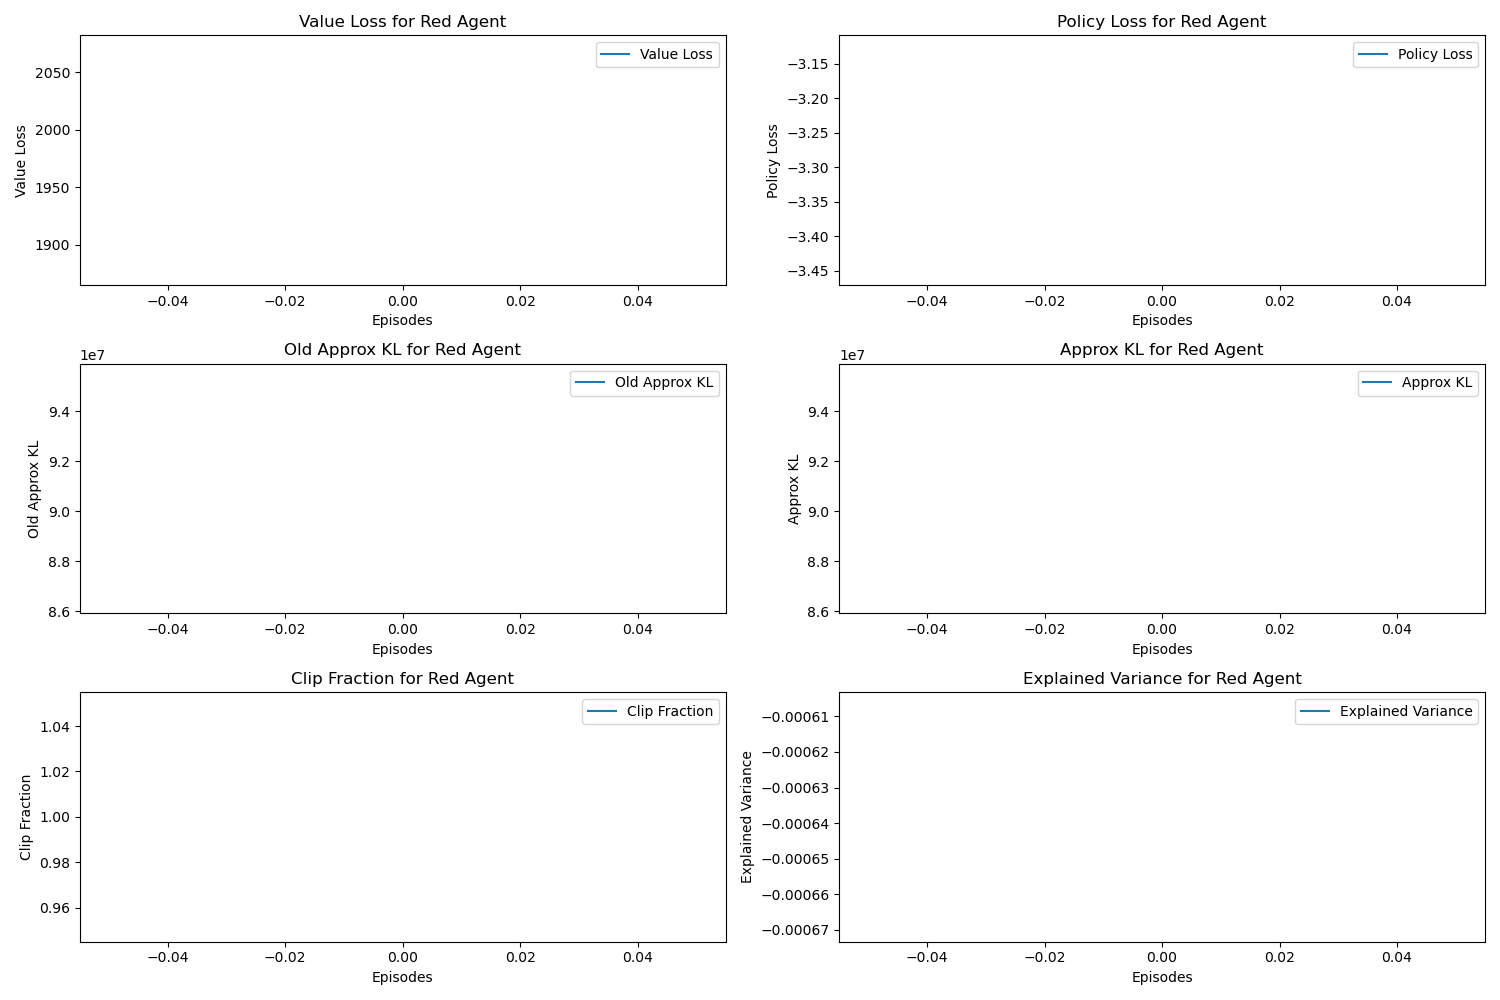 Value Loss for Red Agent
Value Loss
2050
2000
1950
1900
Value Loss
−0.04 −0.02 0.00 0.02 0.04
Episodes
Policy Loss for Red Agent
Policy Loss
−3.15
−3.20
−3.25
−3.30
−3.35
−3.40
−3.45
Policy Loss
−0.04 −0.02 0.00 0.02 0.04
Episodes
Old Approx KL for Red Agent
1e7
Old Approx KL
9.4
9.2
9.0
8.8
8.6
Old Approx KL
−0.04 −0.02 0.00 0.02 0.04
Episodes
Approx KL for Red Agent
1e7
Approx KL
9.4
9.2
9.0
8.8
8.6
Approx KL
−0.04 −0.02 0.00 0.02 0.04
Episodes
Clip Fraction for Red Agent
Clip Fraction
1.04
1.02
1.00
0.98
0.96
Clip Fraction
−0.04 −0.02 0.00 0.02 0.04
Episodes
Explained Variance for Red Agent
Explained Variance
−0.00061
−0.00062
−0.00063
−0.00064
−0.00065
−0.00066
−0.00067
Explained Variance
−0.04 −0.02 0.00 0.02 0.04
Episodes